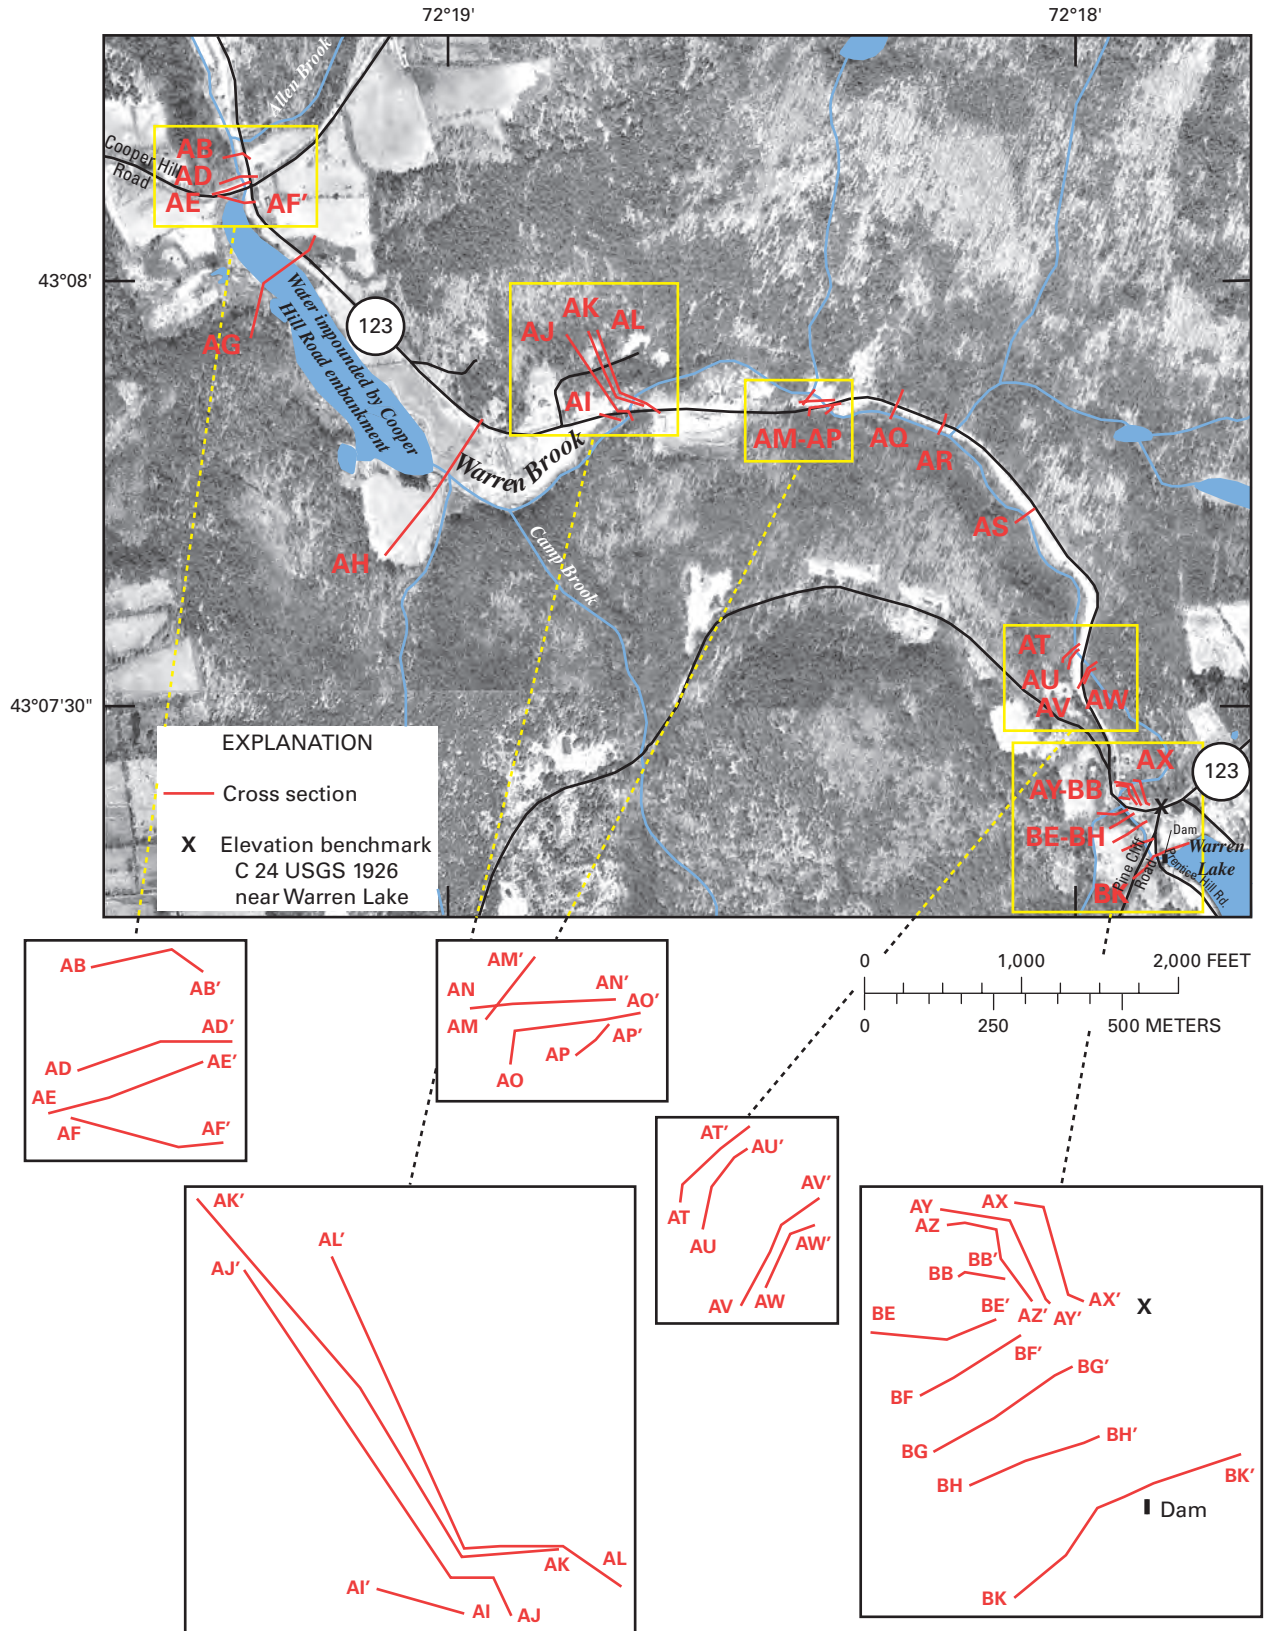 72°19'
72°18'
Allen Brook
Cooper Hill
Road
AB
AD
AE
AF'
43°08'
AG
Water impounded by Cooper
Hill Road embankment
123
AK
AL
AJ
AI
AM-AP
AQ
AR
Warren Brook
AS
AH
Camp Brook
AT
AU
AV
AW
43°07'30"
AX
123
AY-BB
X
BE-BH
Dam
Warren
Lake
Pine Cliff
Road
Prentice Hill Rd.
BK
EXPLANATION
Cross section
X Elevation benchmark
C 24 USGS 1926
near Warren Lake
AB
AB'
AD'
AD
AE'
AE
AF
AF'
AM'
AN
AN'
AO'
AM
AP'
AP
AO
0 1,000 2,000 FEET
0 250 500 METERS
AT'
AU'
AV'
AT
AW'
AU
AV
AW
AK'
AL'
AJ'
AK
AL
AI'
AI
AJ
AY
AX
AZ
BB'
BB
AX'
X
BE
BE'
AZ'
AY'
BF'
BG'
BF
BH'
BG
BH
BK'
Dam
BK